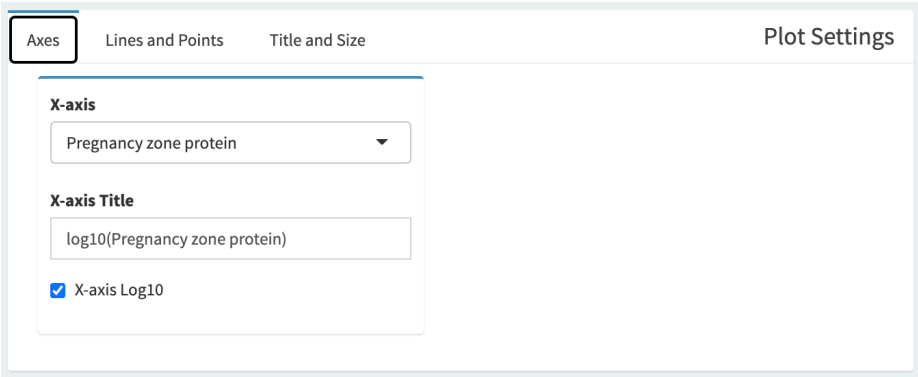 Axes Lines and Points Title and Size Plot Settings
X-axis
Pregnancy zone protein
X-axis Title
log10(Pregnancy zone protein)
X-axis Log10